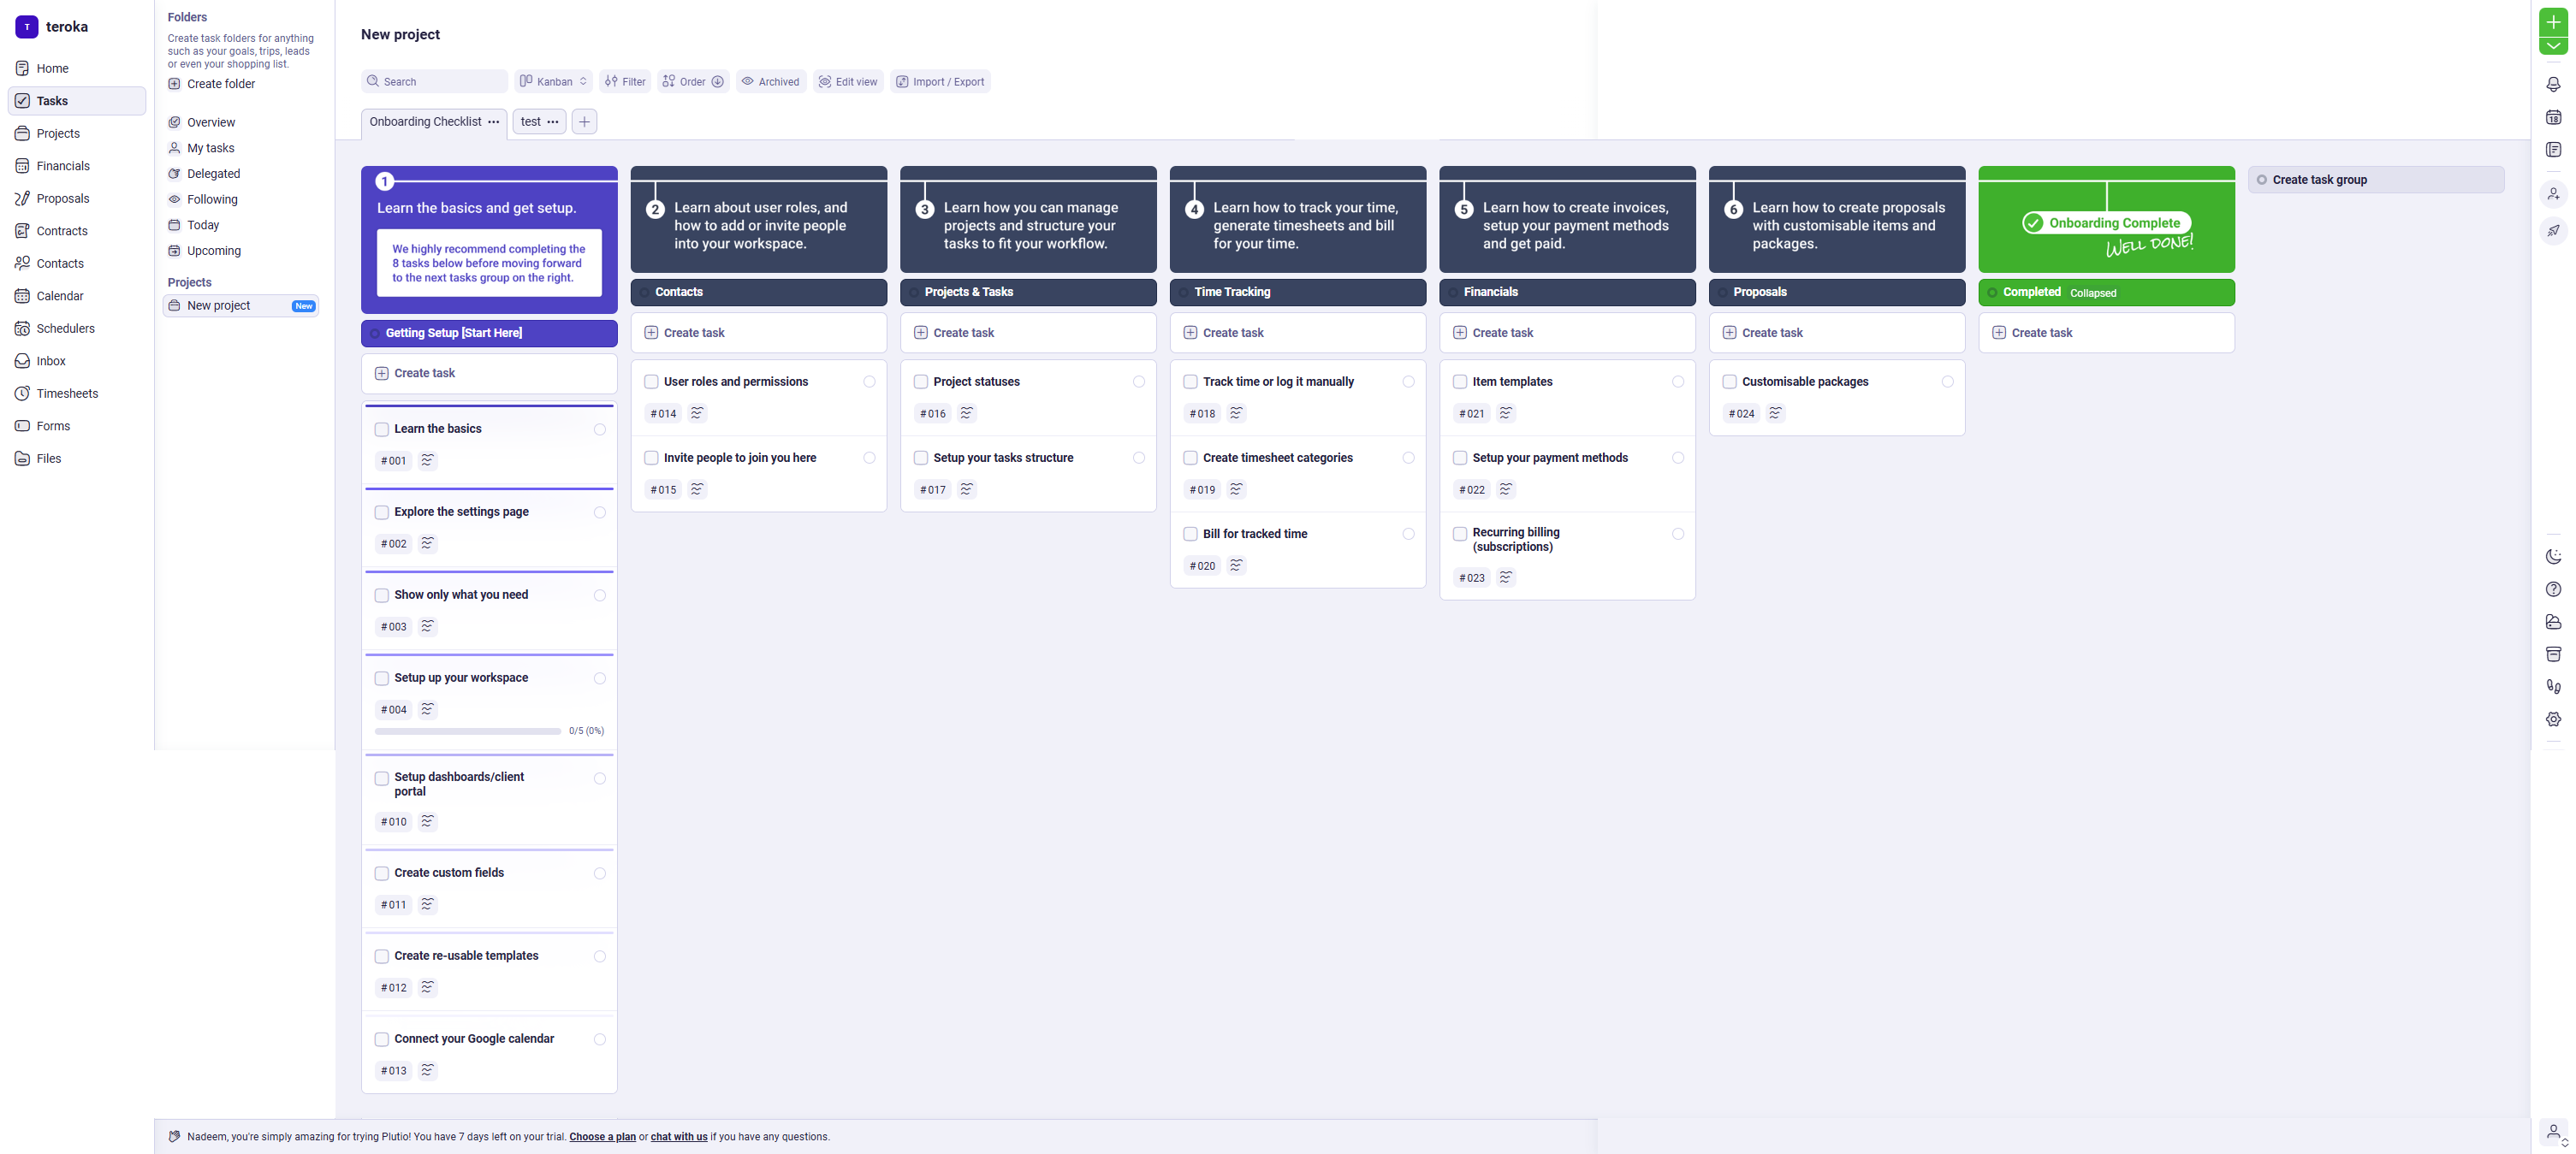 T
teroka
Home
Tasks
Projects
Financials
Proposals
Contracts
Contacts
Calendar
Schedulers
Inbox
Timesheets
Forms
Files
Folders
Create task folders for anything
such as your goals, trips, leads
or even your shopping list.
Create folder
Overview
My tasks
Delegated
Following
Today
Upcoming
Projects
New project New
New project
Search Kanban Filter Order Archived Edit view Import / Export
Onboarding Checklist ••• test •••
1
Learn the basics and get setup.
We highly recommend completing the
8 tasks below before moving forward
to the next tasks group on the right.
Getting Setup [Start Here]
Create task
Learn the basics
#001
Explore the settings page
#002
Show only what you need
#003
Setup up your workspace
#004
0/5 (0%)
Setup dashboards/client
portal
#010
Create custom fields
#011
Create re-usable templates
#012
Connect your Google calendar
#013
2
Learn about user roles, and
how to add or invite people
into your workspace.
Contacts
Create task
User roles and permissions
#014
Invite people to join you here
#015
3
Learn how you can manage
projects and structure your
tasks to fit your workflow.
Projects & Tasks
Create task
Project statuses
#016
Setup your tasks structure
#017
4
Learn how to track your time,
generate timesheets and bill
for your time.
Time Tracking
Create task
Track time or log it manually
#018
Create timesheet categories
#019
Bill for tracked time
#020
5
Learn how to create invoices,
setup your payment methods
and get paid.
Financials
Create task
Item templates
#021
Setup your payment methods
#022
Recurring billing
(subscriptions)
#023
6
Learn how to create proposals
with customisable items and
packages.
Proposals
Create task
Customisable packages
#024
Onboarding Complete
WELL DONE!
Completed Collapsed
Create task
Create task group
18
Nadeem, you're simply amazing for trying Plutio! You have 7 days left on your trial. Choose a plan or chat with us if you have any questions.